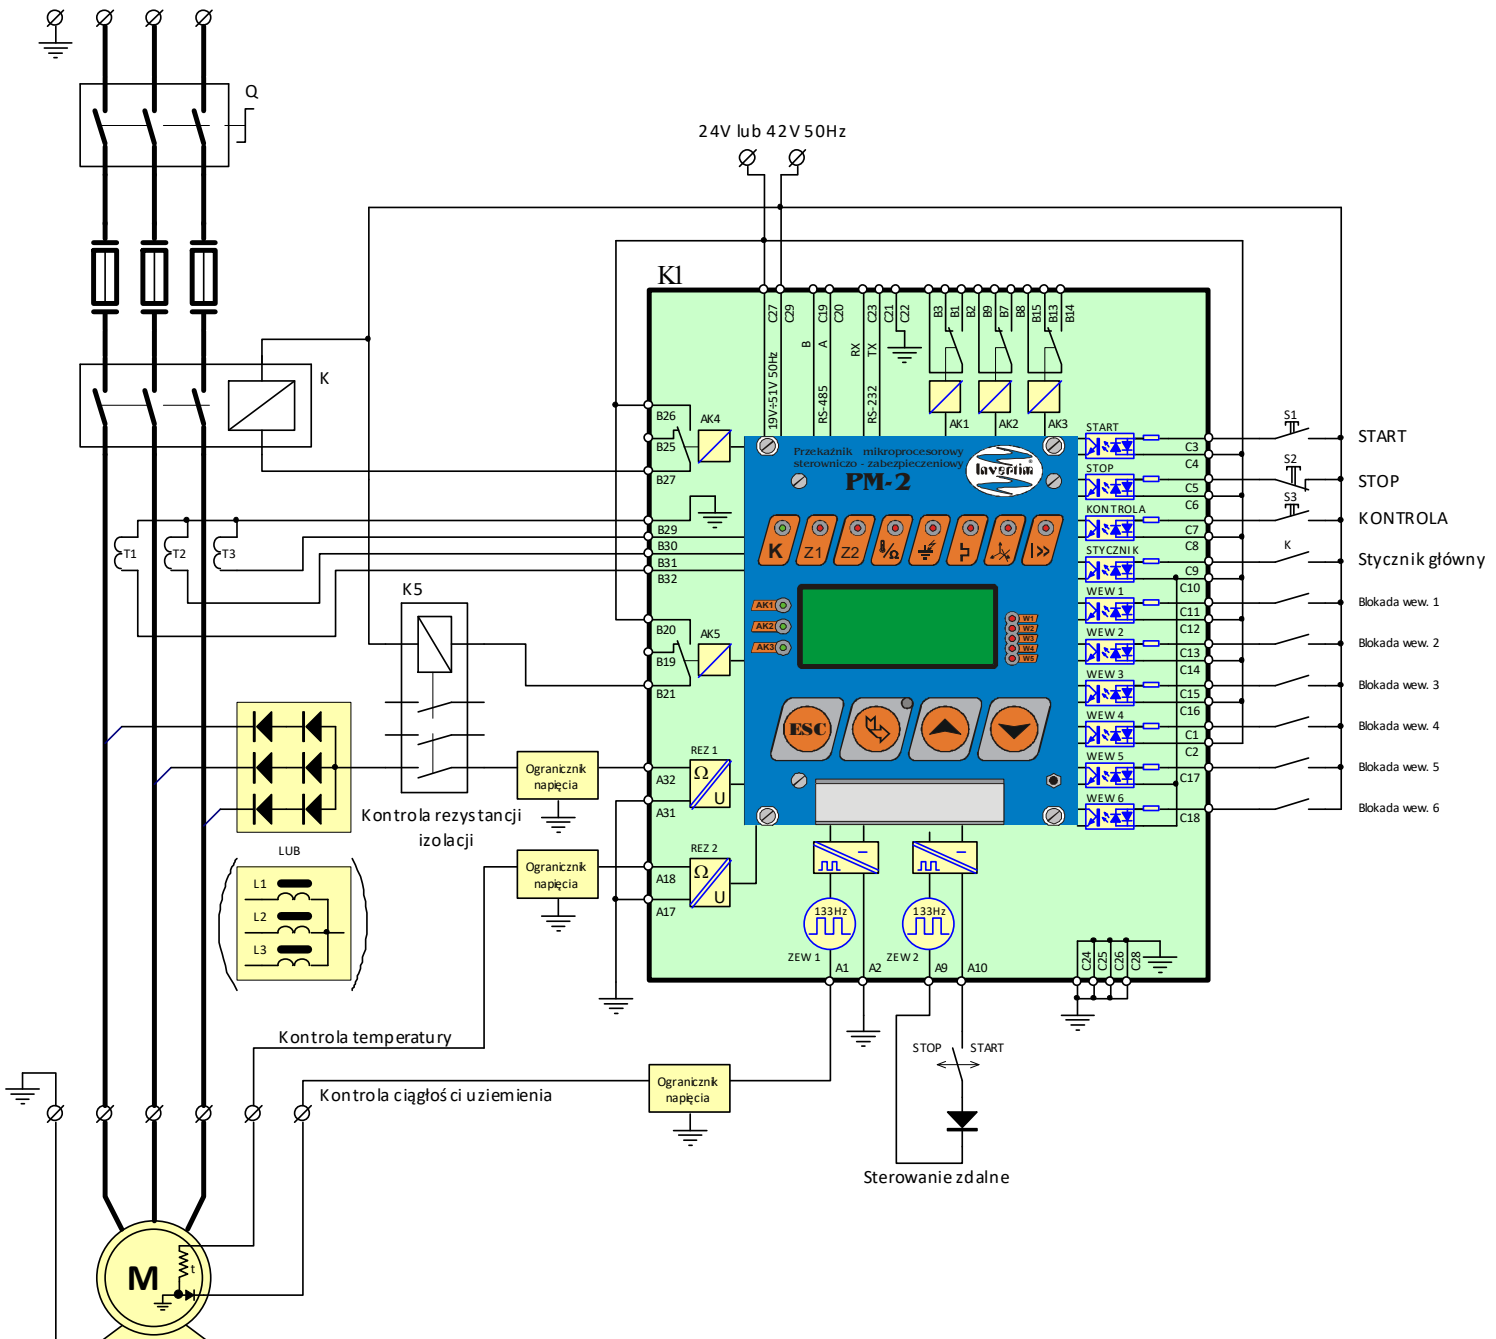 Q
24V lub 42V 50Hz
K1
C27
C29
C19
C20
C23
C21
C22
B3
B1
B2
B9
B7
B8
B15
B13
B14
19V÷51V 50Hz
B
A
RS-485
RX
TX
RS-232
K
B26
B25
B27
AK4
AK1
AK2
AK3
Przekaźnik mikroprocesorowy
sterowniczo - zabezpieczeniowy
PM-2
Invertim
K
Z1
Z2
Ω
I»
AK1
AK2
AK3
W1
W2
W3
W4
W5
ESC
START
STOP
KONTROLA
STYCZNIK
WEW 1
WEW 2
WEW 3
WEW 4
WEW 5
WEW 6
C3
C4
C5
C6
C7
C8
C9
C10
C11
C12
C13
C14
C15
C16
C1
C2
C17
C18
S1
START
S2
STOP
S3
KONTROLA
K
Stycznik główny
Blokada wew. 1
Blokada wew. 2
Blokada wew. 3
Blokada wew. 4
Blokada wew. 5
Blokada wew. 6
B29
B30
B31
B32
T1
T2
T3
K5
B20
B19
B21
AK5
REZ 1
Ω
U
A32
A31
Ogranicznik
napięcia
Kontrola rezystancji
izolacji
LUB
L1
L2
L3
REZ 2
Ω
U
A18
A17
Ogranicznik
napięcia
133Hz
133Hz
ZEW 1
ZEW 2
A1
A2
A9
A10
C24
C25
C26
C28
STOP
START
Kontrola temperatury
Kontrola ciągłości uziemienia
Ogranicznik
napięcia
Sterowanie zdalne
M
t